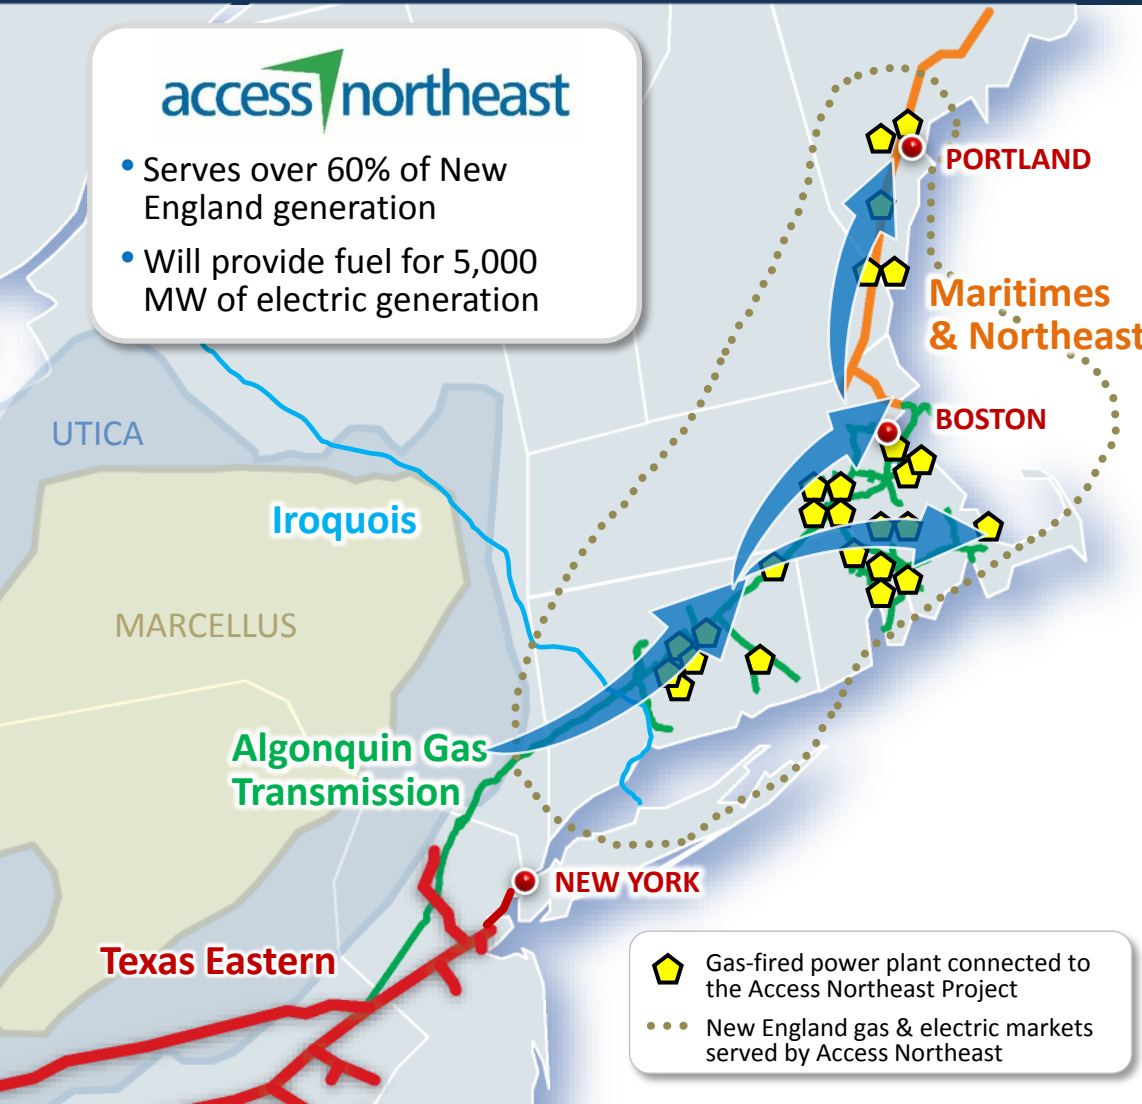 access northeast
• Serves over 60% of New
England generation
• Will provide fuel for 5,000
MW of electric generation
PORTLAND
Maritimes
& Northeast
BOSTON
UTICA
Iroquois
MARCELLUS
Algonquin Gas
Transmission
NEW YORK
Texas Eastern
Gas-fired power plant connected to
the Access Northeast Project
New England gas & electric markets
served by Access Northeast